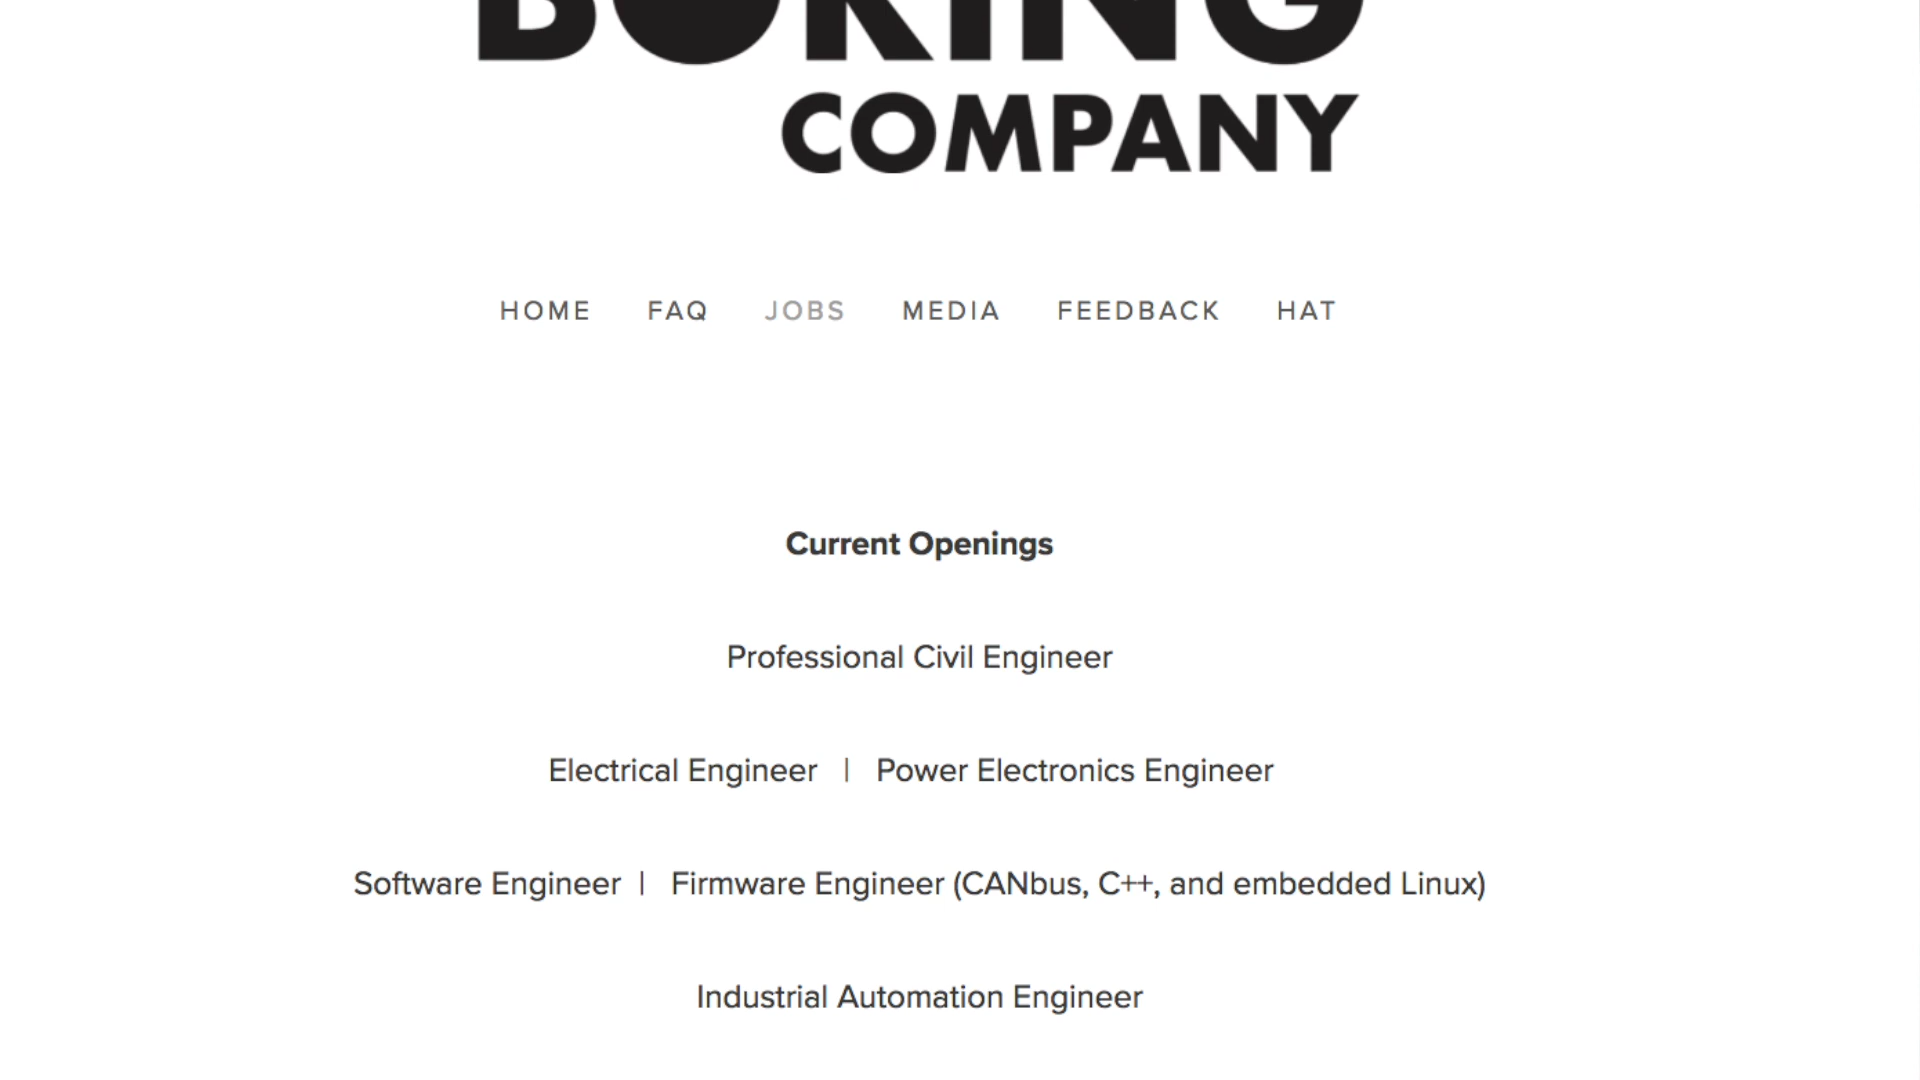 BORING
COMPANY
HOME FAQ JOBS MEDIA FEEDBACK HAT
Current Openings
Professional Civil Engineer
Electrical Engineer | Power Electronics Engineer
Software Engineer | Firmware Engineer (CANbus, C++, and embedded Linux)
Industrial Automation Engineer